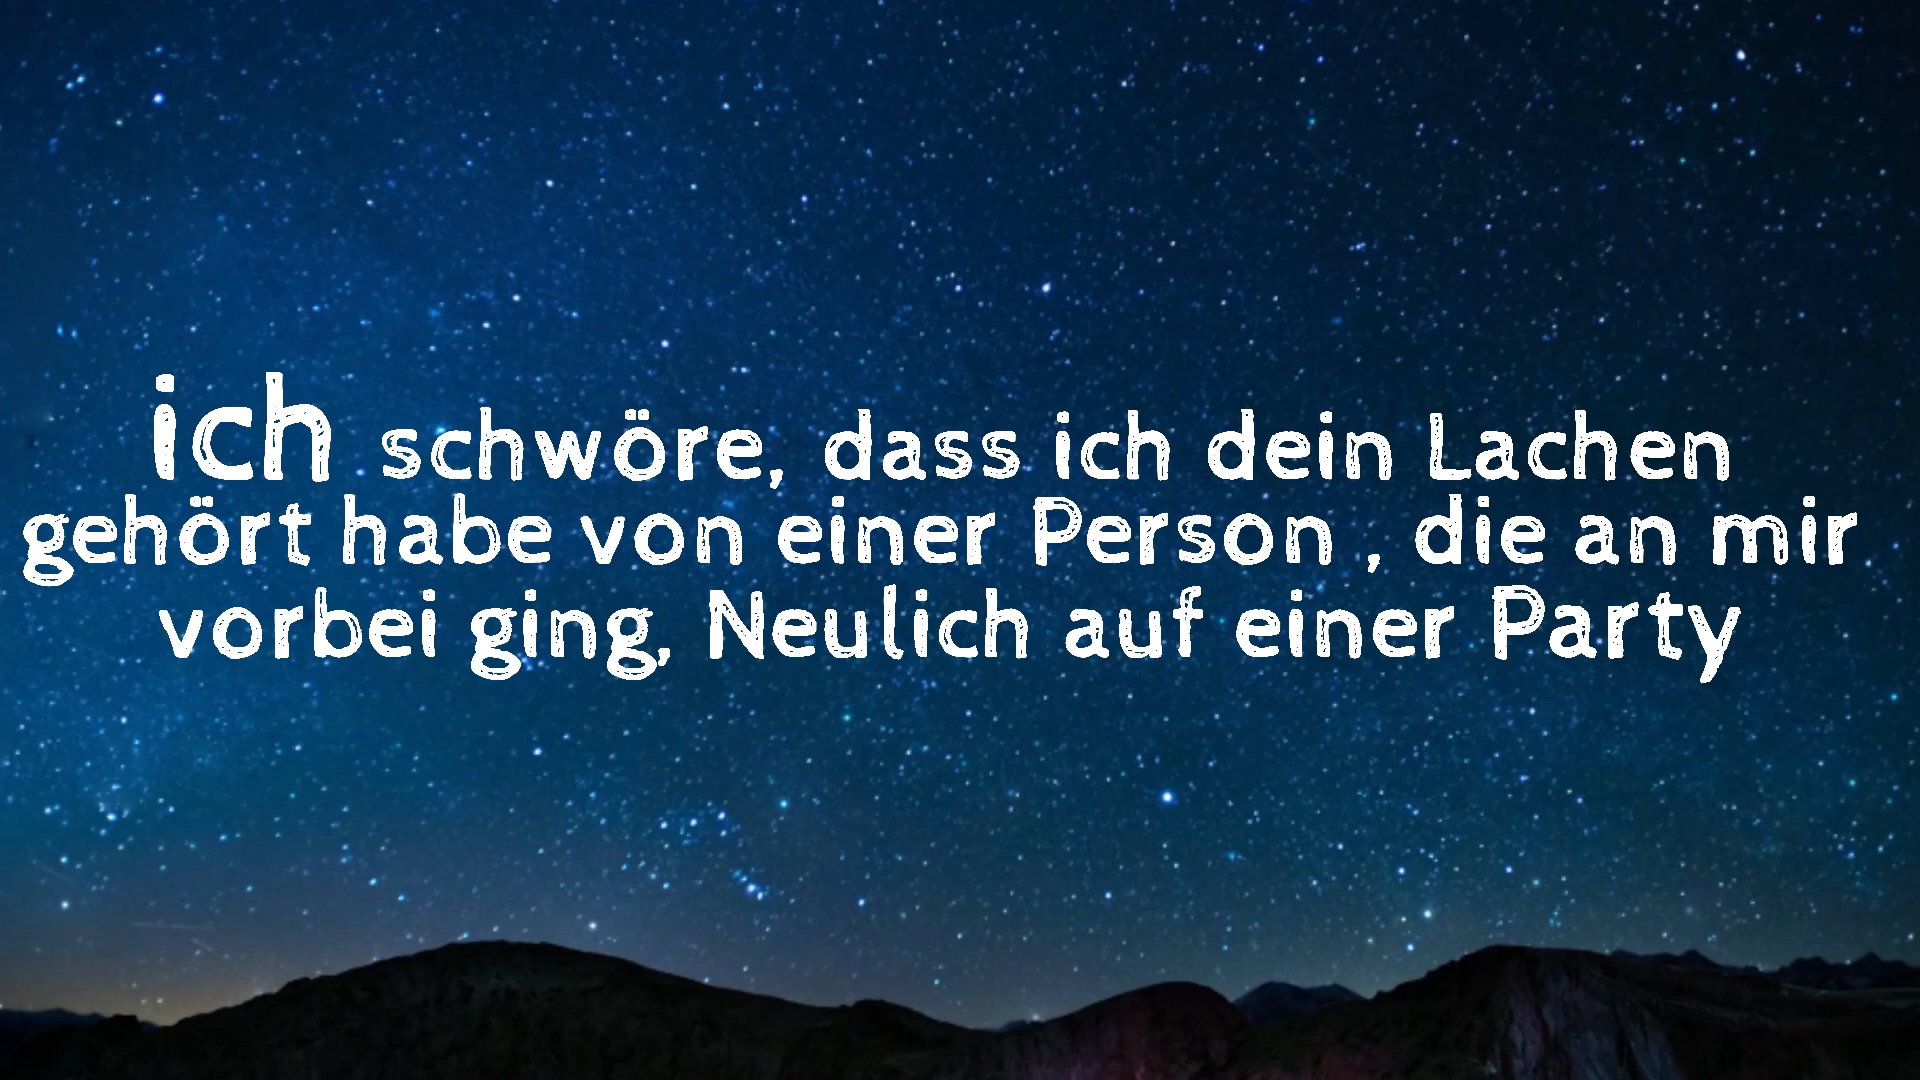 ich schwöre, dass ich dein Lachen
gehört habe von einer Person , die an mir
vorbei ging, Neulich auf einer Party